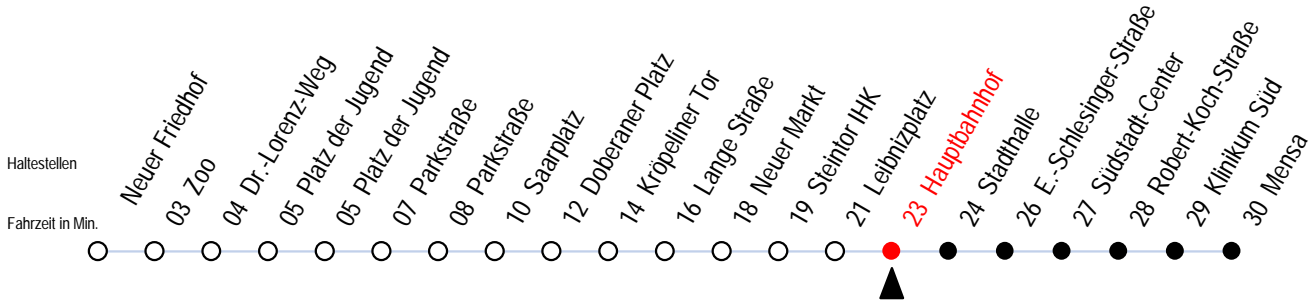 Haltestellen
Fahrzeit in Min.
Neuer Friedhof
03 Zoo
04 Dr.-Lorenz-Weg
05 Platz der Jugend
05 Platz der Jugend
07 Parkstraße
08 Parkstraße
10 Saarplatz
12 Doberaner Platz
14 Kröpeliner Tor
16 Lange Straße
18 Neuer Markt
19 Steintor IHK
21 Leibnizplatz
23 Hauptbahnhof
24 Stadthalle
26 E.-Schlesinger-Straße
27 Südstadt-Center
28 Robert-Koch-Straße
29 Klinikum Süd
30 Mensa